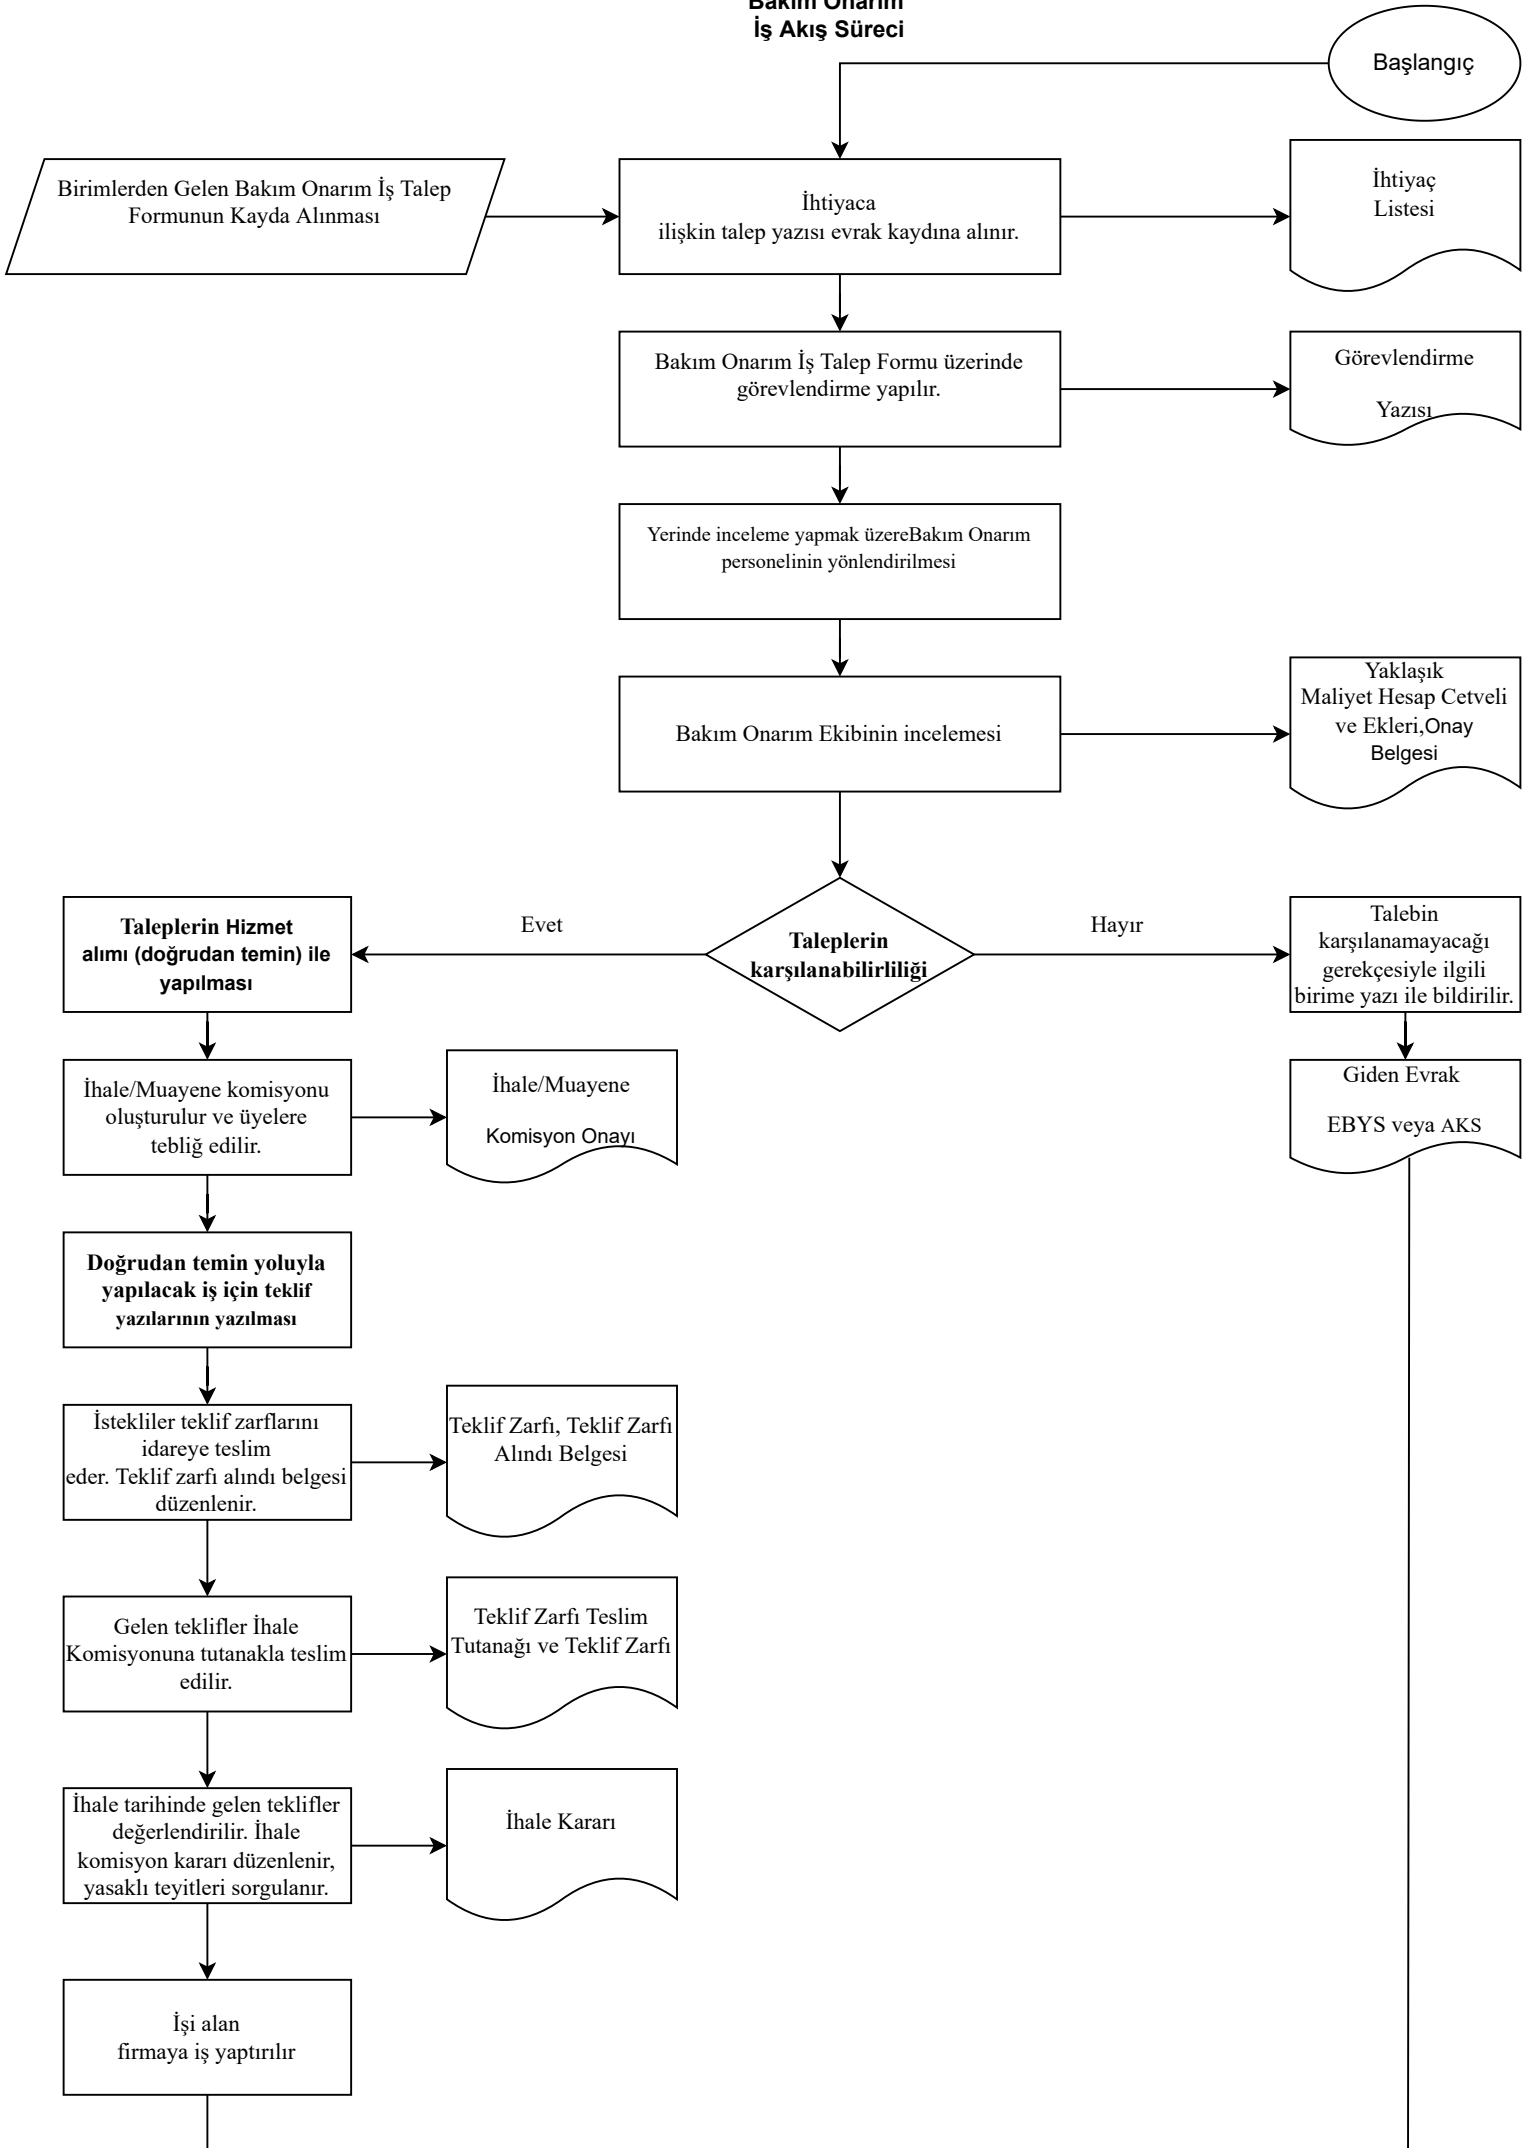 Bakım Onarım
İş Akış Süreci
Başlangıç
Birimlerden Gelen Bakım Onarım İş Talep
Formunun Kayda Alınması
İhtiyaca
ilişkin talep yazısı evrak kaydına alınır.
İhtiyaç
Listesi
Bakım Onarım İş Talep Formu üzerinde
görevlendirme yapılır.
Görevlendirme
Yazısı
Yerinde inceleme yapmak üzereBakım Onarım
personelinin yönlendirilmesi
Bakım Onarım Ekibinin incelemesi
Yaklaşık
Maliyet Hesap Cetveli
ve Ekleri,Onay
Belgesi
Taleplerin
karşılanabilirliliği
Evet
Hayır
Taleplerin Hizmet
alımı (doğrudan temin) ile
yapılması
Talebin
karşılanamayacağı
gerekçesiyle ilgili
birime yazı ile bildirilir.
İhale/Muayene komisyonu
oluşturulur ve üyelere
tebliğ edilir.
İhale/Muayene
Komisyon Onayı
Giden Evrak
EBYS veya AKS
Doğrudan temin yoluyla
yapılacak iş için teklif
yazılarının yazılması
İstekliler teklif zarflarını
idareye teslim
eder. Teklif zarfı alındı belgesi
düzenlenir.
Teklif Zarfı, Teklif Zarfı
Alındı Belgesi
Gelen teklifler İhale
Komisyonuna tutanakla teslim
edilir.
Teklif Zarfı Teslim
Tutanağı ve Teklif Zarfı
İhale tarihinde gelen teklifler
değerlendirilir. İhale
komisyon kararı düzenlenir,
yasaklı teyitleri sorgulanır.
İhale Kararı
İşi alan
firmaya iş yaptırılır